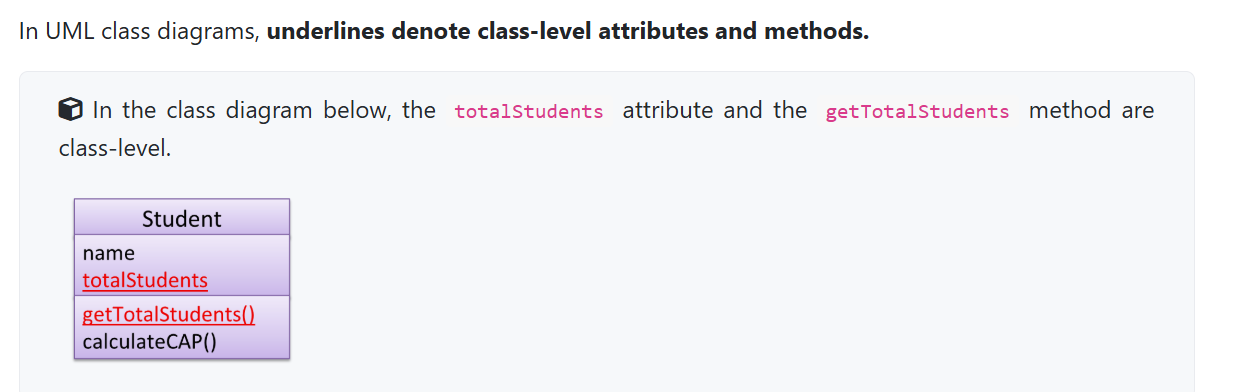 In UML class diagrams, underlines denote class-level attributes and methods.
In the class diagram below, the totalStudents attribute and the getTotalStudents method are
class-level.
Student
name
totalStudents
getTotalStudents()
calculateCAP()